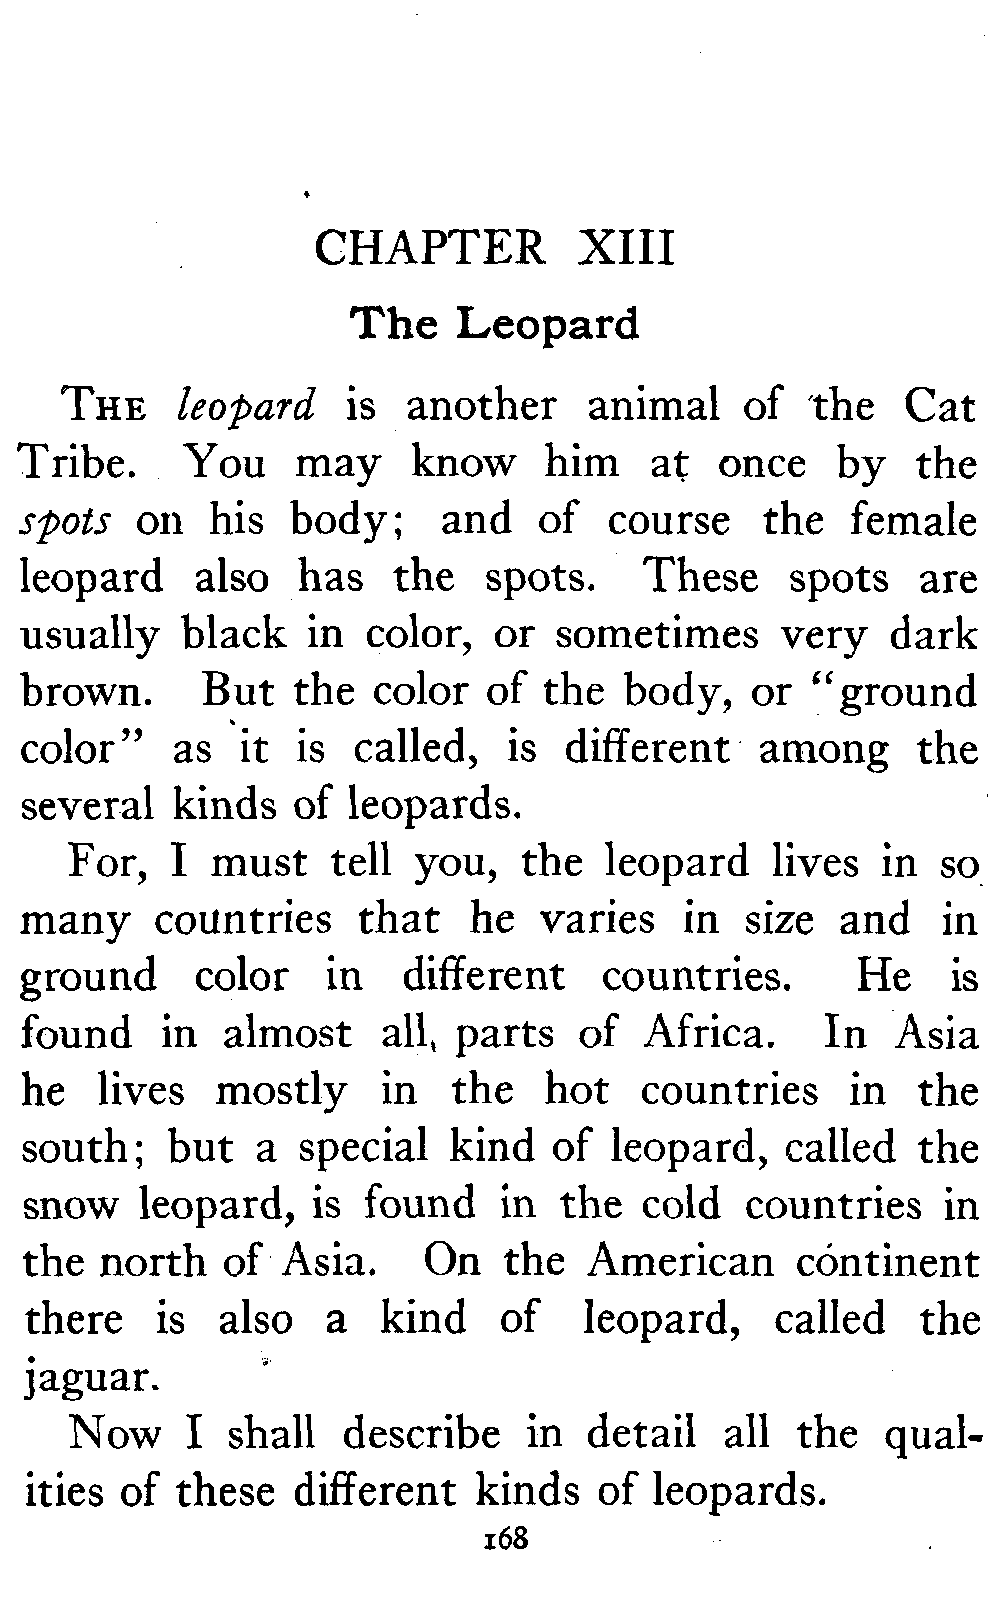 CHAPTER XIII
The Leopard
THE leopard is another animal of the Cat
Tribe. You may know him at once by the
spots on his body; and of course the female
leopard also has the spots. These spots are
usually black in color, or sometimes very dark
brown. But the color of the body, or "ground
color" as it is called, is different among the
several kinds of leopards.
For, I must tell you, the leopard lives in so
many countries that he varies in size and in
ground color in different countries. He is
found in almost all, parts of Africa. In Asia
he lives mostly in the hot countries in the
south; but a special kind of leopard, called the
snow leopard, is found in the cold countries in
the north of Asia. On the American continent
there is also a kind of leopard, called the
jaguar.
Now I shall describe in detail all the qual-
ities of these different kinds of leopards.
168